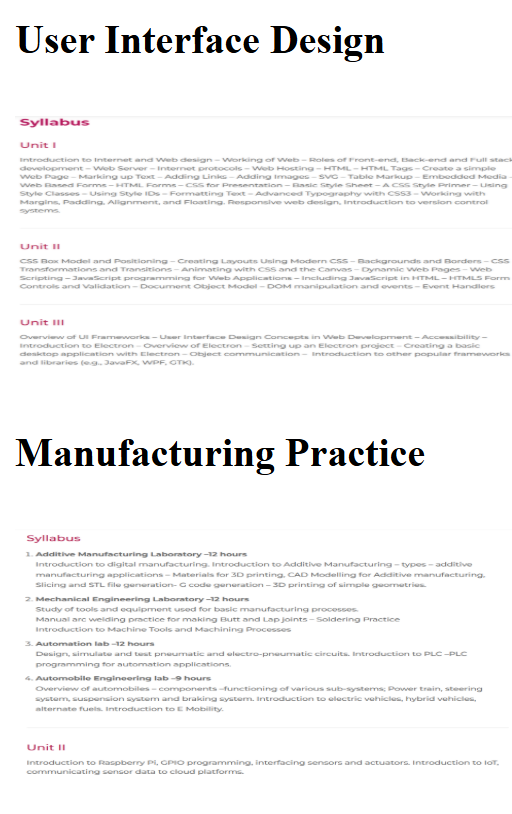 User Interface Design
Syllabus
Unit I
Introduction to Internet and Web design – Working of Web – Roles of Front-end, Back-end and Full stack
development – Web Server – Internet protocols – Web Hosting – HTML – HTML Tags – Create a simple
Web Page – Marking up Text – Adding Links – Adding Images – SVG – Table Markup – Embedded Media –
Web Based Forms – HTML Forms – CSS for Presentation – Basic Style Sheet – A CSS Style Primer – Using
Style Classes – Using Style IDs – Formatting Text – Advanced Typography with CSS3 – Working with
Margins, Padding, Alignment, and Floating. Responsive web design, Introduction to version control
systems.
Unit II
CSS Box Model and Positioning – Creating Layouts Using Modern CSS – Backgrounds and Borders – CSS
Transformations and Transitions – Animating with CSS and the Canvas – Dynamic Web Pages – Web
Scripting – JavaScript programming for Web Applications – Including JavaScript in HTML – HTML5 Form
Controls and Validation – Document Object Model – DOM manipulation and events – Event Handlers
Unit III
Overview of UI Frameworks – User Interface Design Concepts in Web Development – Accessibility –
Introduction to Electron – Overview of Electron – Setting up an Electron project – Creating a basic
desktop application with Electron – Object communication – Introduction to other popular frameworks
and libraries (e.g., JavaFX, WPF, GTK).
Manufacturing Practice
Syllabus
1. Additive Manufacturing Laboratory –12 hours
Introduction to digital manufacturing. Introduction to Additive Manufacturing – types – additive
manufacturing applications – Materials for 3D printing, CAD Modelling for Additive manufacturing,
Slicing and STL file generation- G code generation – 3D printing of simple geometries.
2. Mechanical Engineering Laboratory –12 hours
Study of tools and equipment used for basic manufacturing processes.
Manual arc welding practice for making Butt and Lap joints – Soldering Practice
Introduction to Machine Tools and Machining Processes
3. Automation lab –12 hours
Design, simulate and test pneumatic and electro-pneumatic circuits. Introduction to PLC –PLC
programming for automation applications.
4. Automobile Engineering lab –9 hours
Overview of automobiles – components –functioning of various sub-systems; Power train, steering
system, suspension system and braking system. Introduction to electric vehicles, hybrid vehicles,
alternate fuels. Introduction to E Mobility.
Unit II
Introduction to Raspberry Pi, GPIO programming, interfacing sensors and actuators. Introduction to IoT,
communicating sensor data to cloud platforms.